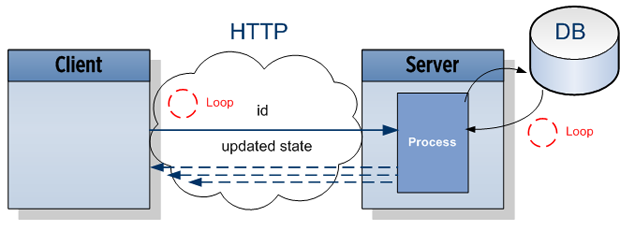 HTTP
DB
Client
Server
Loop
id
updated state
Process
Loop